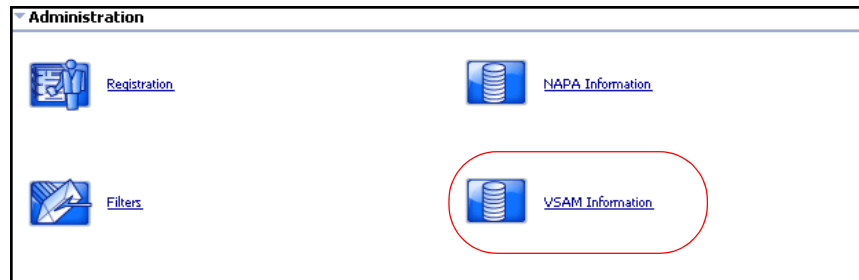 Administration
Registration
NAPA Information
Filters
VSAM Information